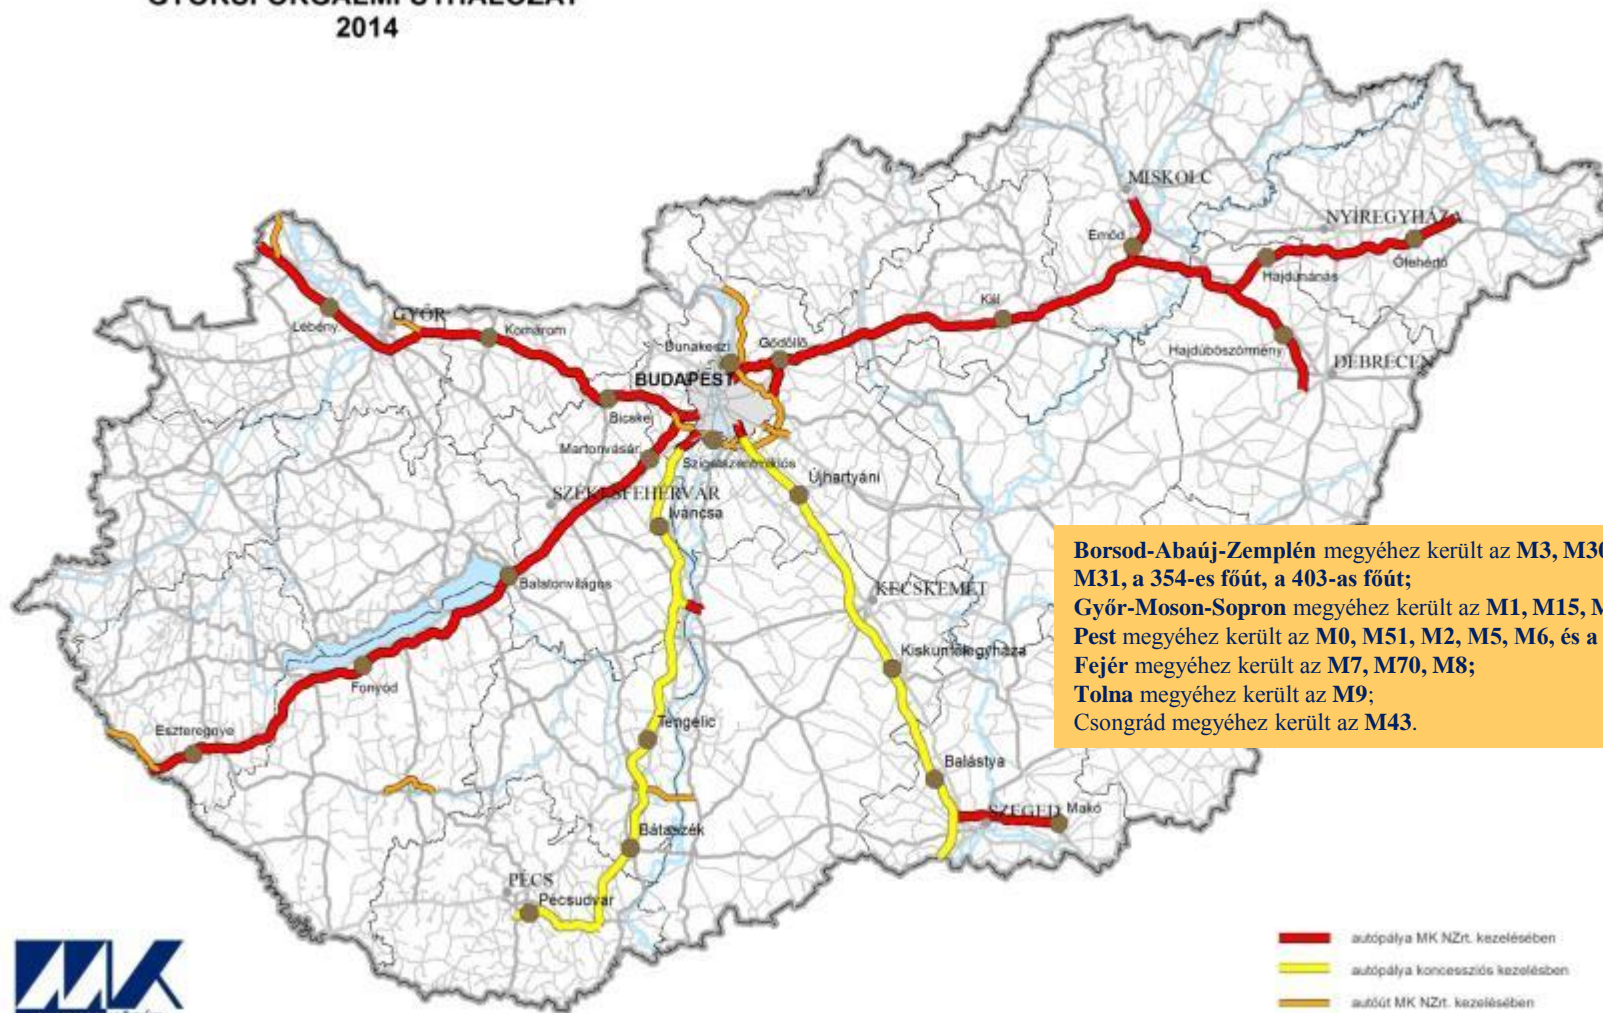 2014
MISKOLC
NYÍREGYHÁZA
Emőd
Hajdúnánás
Őfehértó
GYŐR
Lébény
Komárom
Kál
Dunakeszi
Gödöllő
Hajdúböszörmény
DEBRECEN
BUDAPEST
Bicske
Martonvásár
Szigetszentmiklós
Újhartyáni
SZÉKESFEHÉRVÁR
Iváncsa
Borsod-Abaúj-Zemplén megyéhez került az M3, M30
M31, a 354-es főút, a 403-as főút;
Győr-Moson-Sopron megyéhez került az M1, M15, M
Pest megyéhez került az M0, M51, M2, M5, M6, és a
Fejér megyéhez került az M7, M70, M8;
Tolna megyéhez került az M9;
Csongrád megyéhez került az M43.
Balatonvilágos
KECSKEMÉT
Kiskunfélegyháza
Fonyód
Eszteregnye
Tengelic
Balástya
SZEGED
Makó
Bátaszék
PÉCS
Pécsudvar
MK
autópálya MK NZrt. kezelésében
autópálya koncessziós kezelésben
autóút MK NZrt. kezelésében